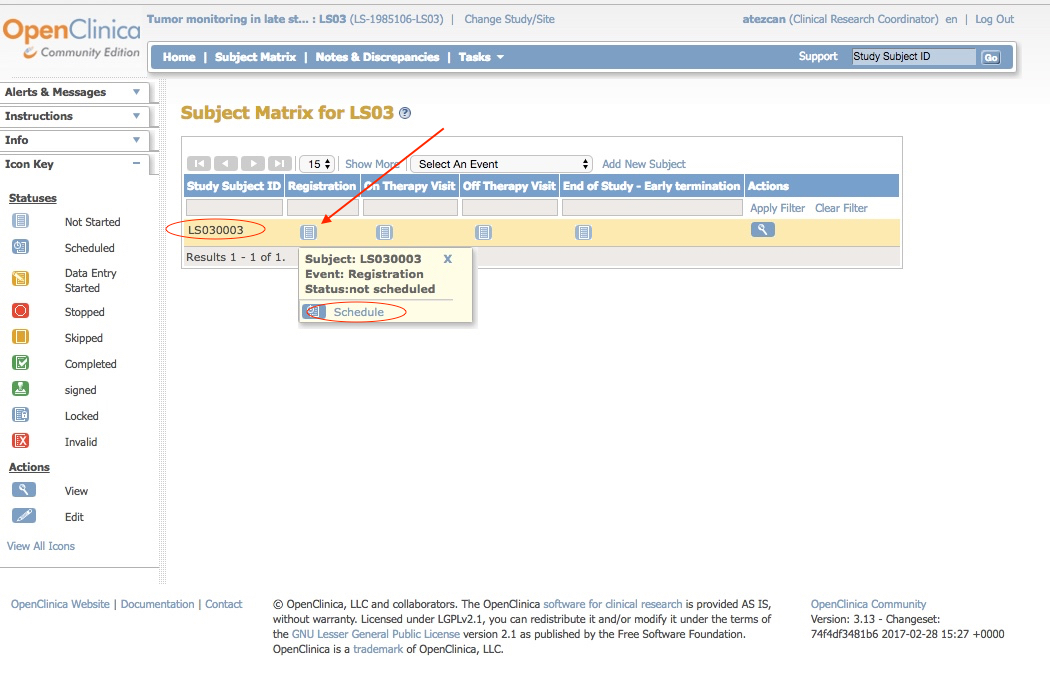 OpenClinica
Community Edition
Tumor monitoring in late st... : LS03 (LS-1985106-LS03) | Change Study/Site
atezcan (Clinical Research Coordinator) en | Log Out
Home | Subject Matrix | Notes & Discrepancies | Tasks
Support Study Subject ID Go
Alerts & Messages
Instructions
Info
Icon Key
Statuses
Not Started
Scheduled
Data Entry
Started
Stopped
Skipped
Completed
signed
Locked
Invalid
Actions
View
Edit
View All Icons
Subject Matrix for LS03 ?
15 | Show More | Select An Event Add New Subject
Study Subject ID Registration On Therapy Visit Off Therapy Visit End of Study - Early termination Actions
Apply Filter Clear Filter
LS030003
Results 1 - 1 of 1.
Subject: LS030003 X
Event: Registration
Status:not scheduled
Schedule
OpenClinica Website | Documentation | Contact
© OpenClinica, LLC and collaborators. The OpenClinica software for clinical research is provided AS IS,
without warranty. Licensed under LGPLv2.1, you can redistribute it and/or modify it under the terms of
the GNU Lesser General Public License version 2.1 as published by the Free Software Foundation.
OpenClinica is a trademark of OpenClinica, LLC.
OpenClinica Community
Version: 3.13 - Changeset:
74f4df3481b6 2017-02-28 15:27 +0000